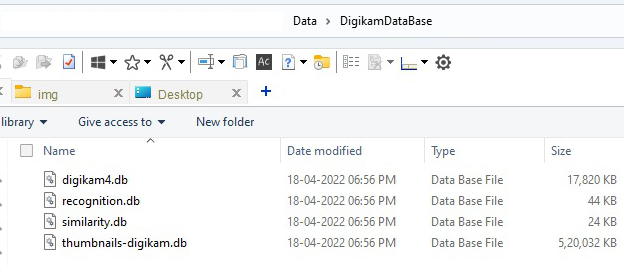 Data > DigikamDataBase
Ac ?
img × Desktop × +
library Give access to New folder
Name Date modified Type Size
digikam4.db 18-04-2022 06:56 PM Data Base File 17,820 KB
recognition.db 18-04-2022 06:56 PM Data Base File 44 KB
similarity.db 18-04-2022 06:56 PM Data Base File 24 KB
thumbnails-digikam.db 18-04-2022 06:56 PM Data Base File 5,20,032 KB